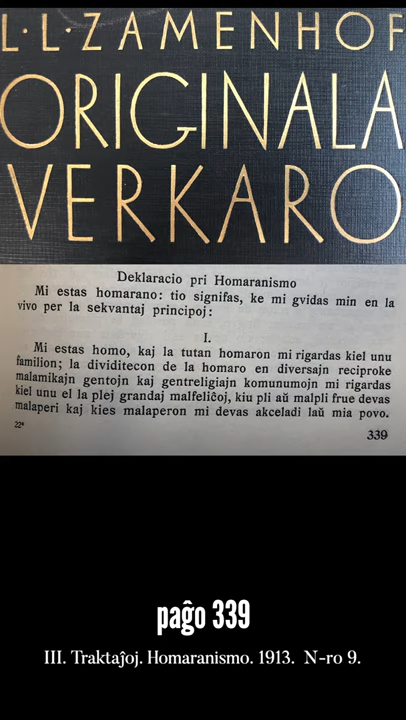 L·L·ZAMENHOF
ORIGINALA
VERKARO
Deklaracio pri Homaranismo
Mi estas homarano: tio signifas, ke mi gvidas min en la
vivo per la sekvantaj principoj:
I.
Mi estas homo, kaj la tutan homaron mi rigardas kiel unu
familion; la dividitecon de la homaro en diversajn reciproke
malamikajn gentojn kaj gentreligiajn komunumojn mi rigardas
kiel unu el la plej grandaj malfeliĉoj, kiu pli aŭ malpli frue devas
malaperi kaj kies malaperon mi devas akceladi laŭ mia povo.
22*
339
paĝo 339
III. Traktaĵoj. Homaranismo. 1913. N-ro 9.